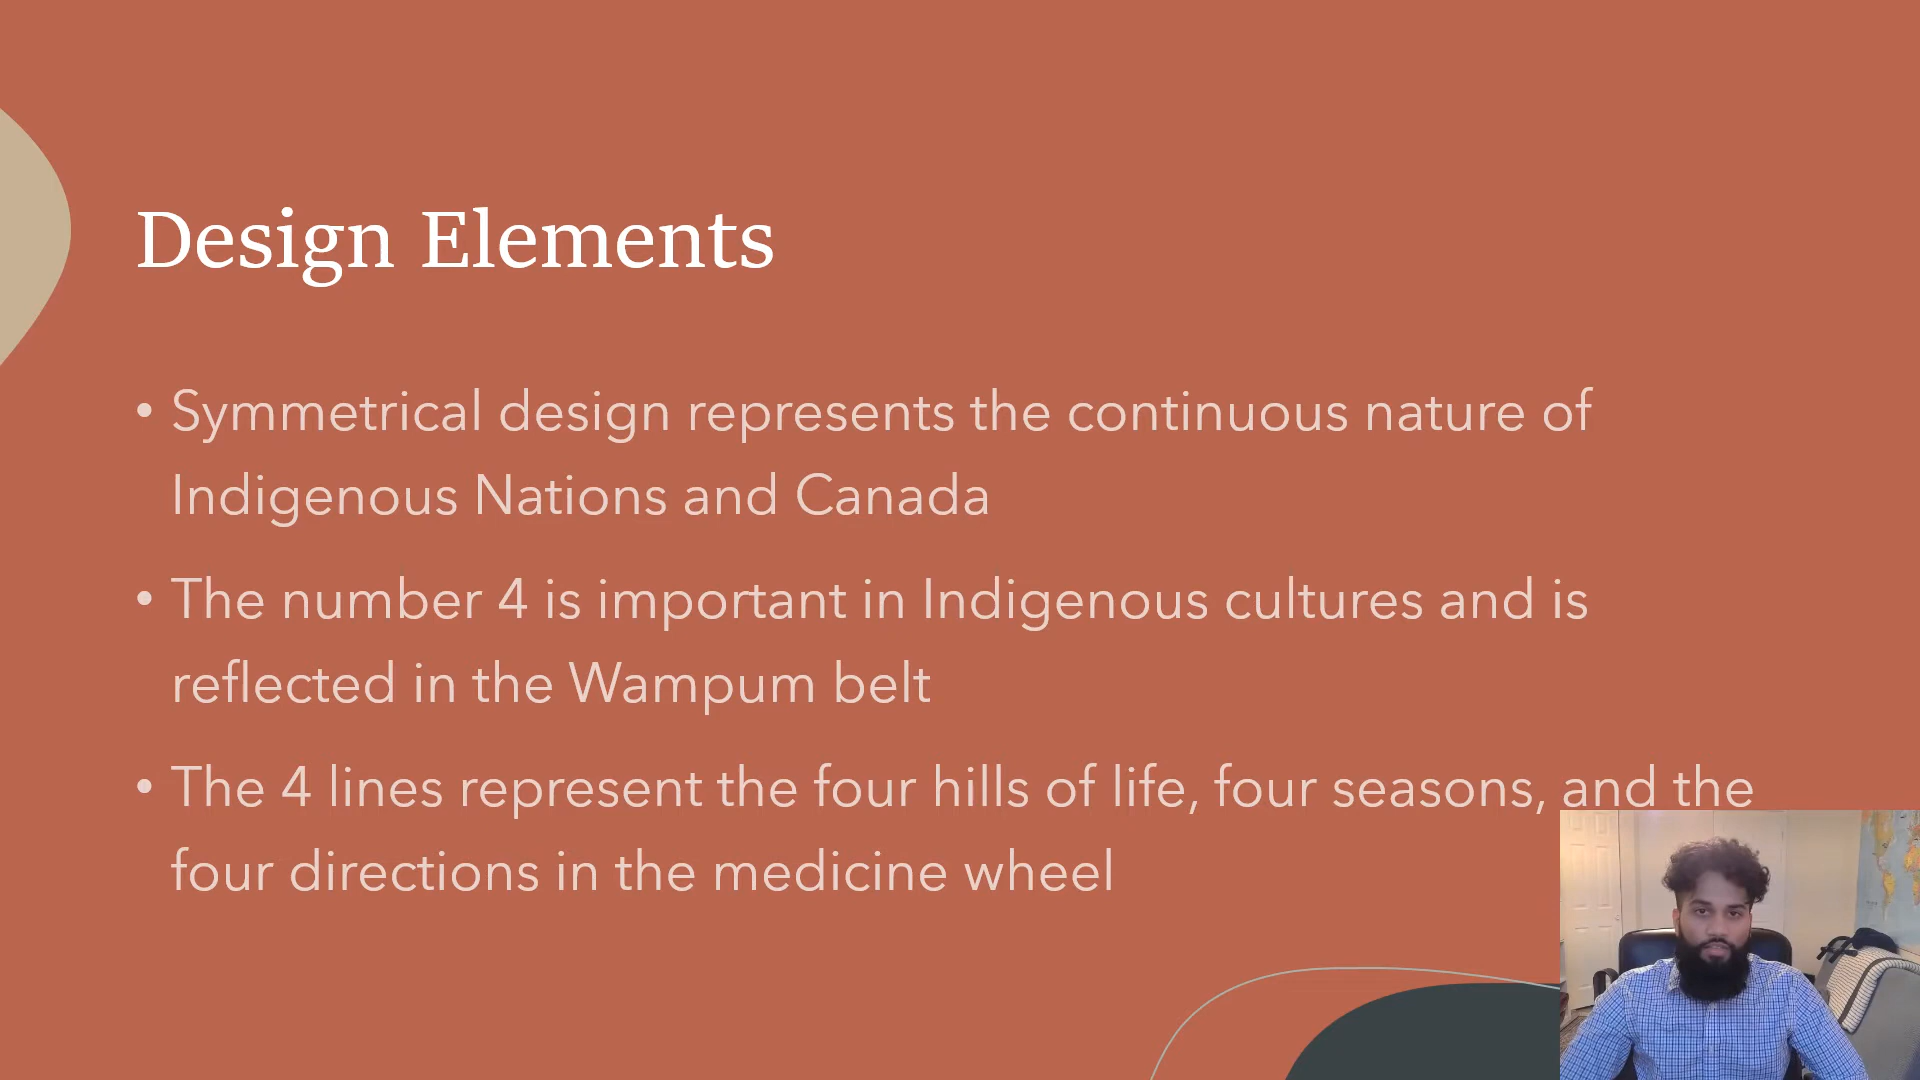 Design Elements
• Symmetrical design represents the continuous nature of
Indigenous Nations and Canada
• The number 4 is important in Indigenous cultures and is
reflected in the Wampum belt
• The 4 lines represent the four hills of life, four seasons, and the
four directions in the medicine wheel